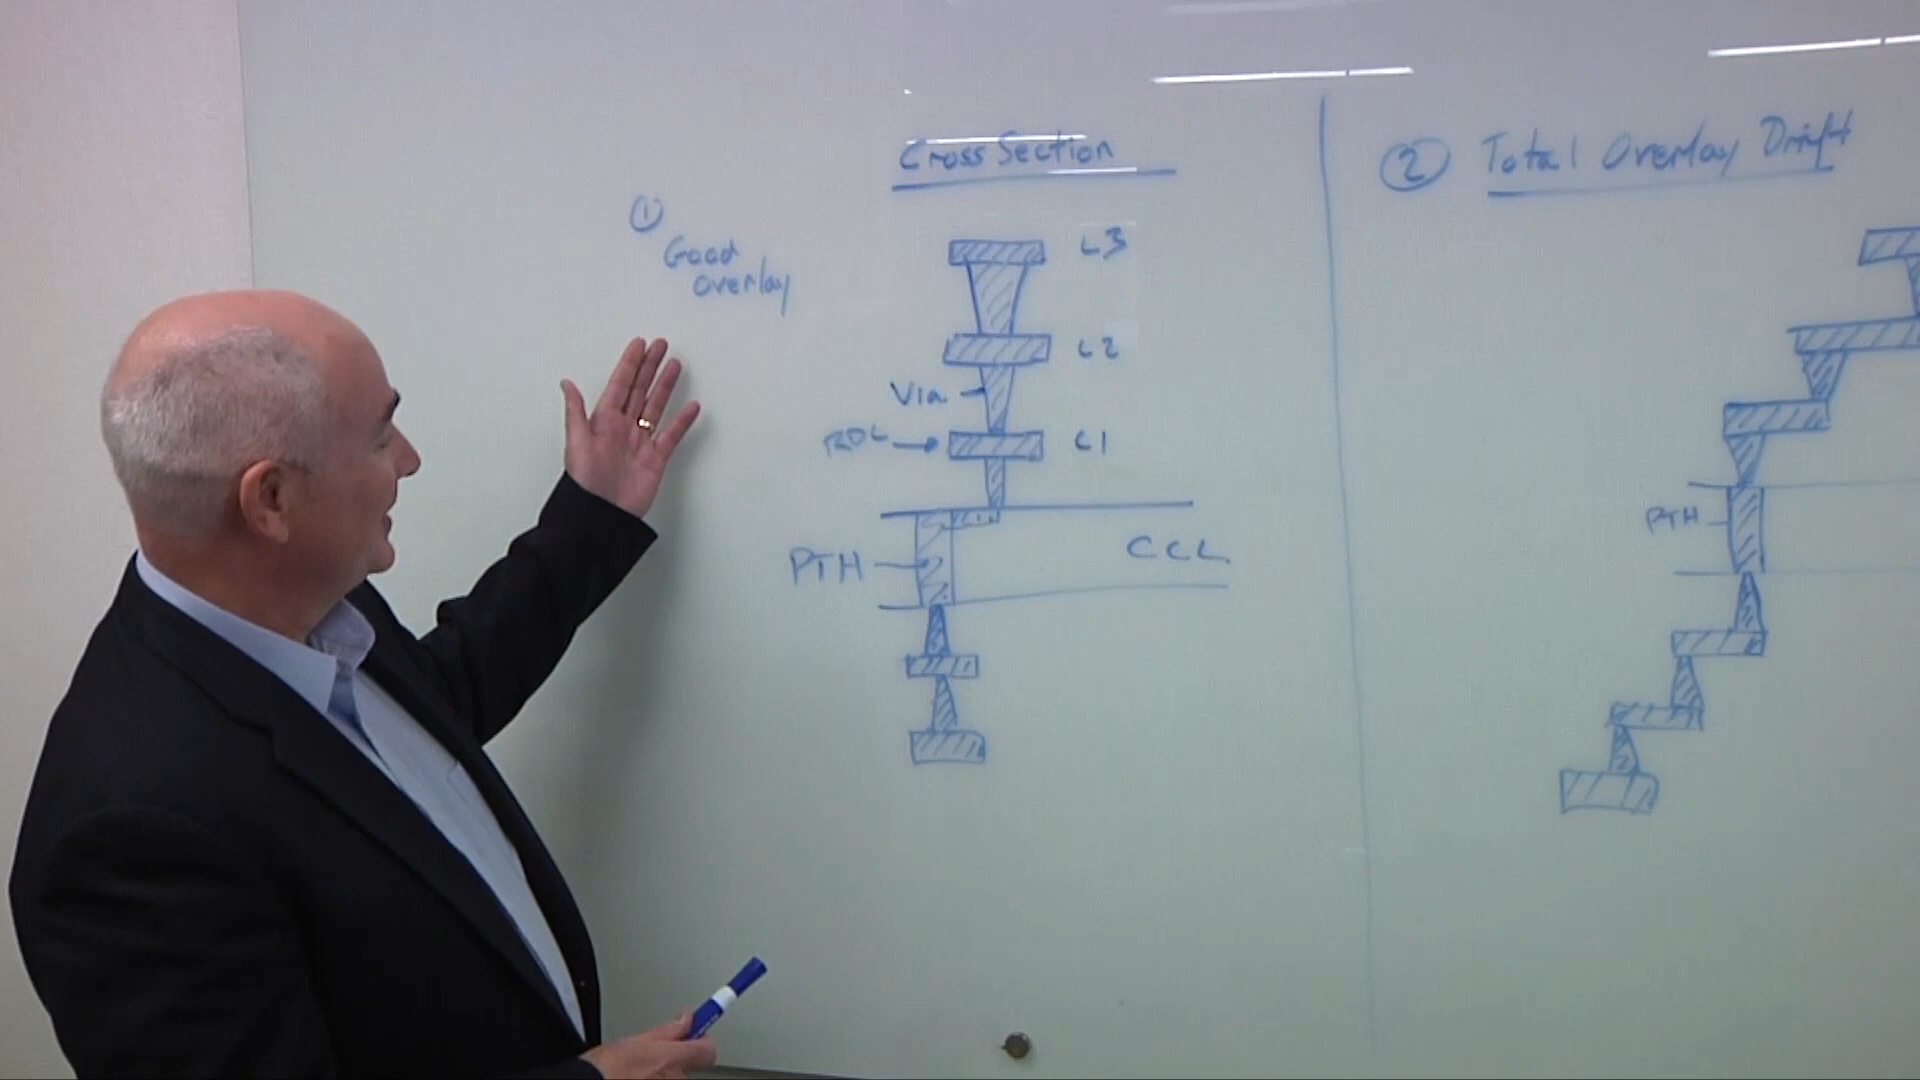 Cross Section
①
Good
overlay
L3
L2
Via
RDL
L1
PTH
CCL
② Total Overlay Drift
PTH